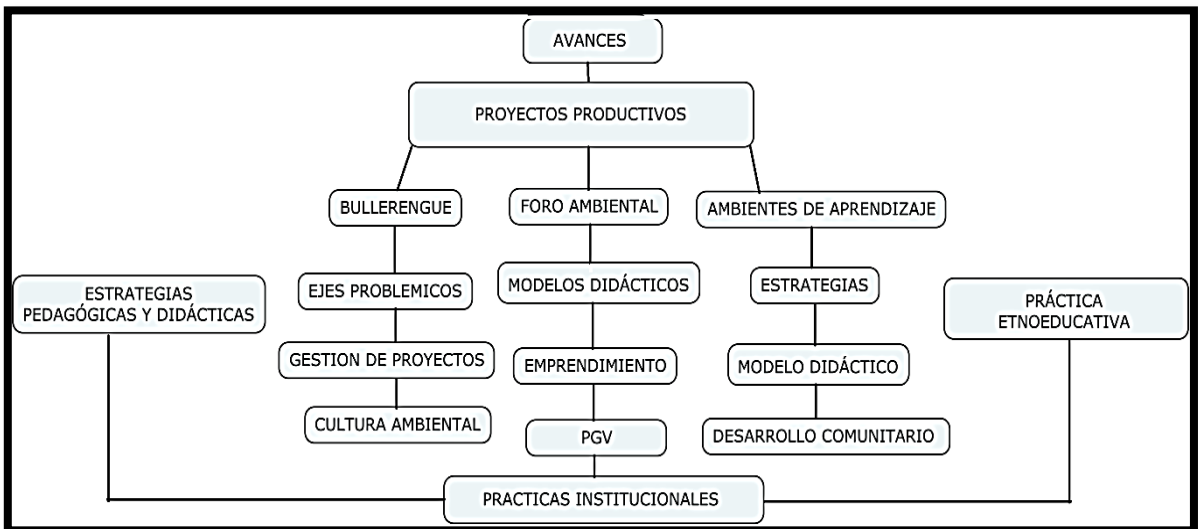 AVANCES
PROYECTOS PRODUCTIVOS
BULLERENGUE
FORO AMBIENTAL
AMBIENTES DE APRENDIZAJE
ESTRATEGIAS
PEDAGÓGICAS Y DIDÁCTICAS
EJES PROBLEMICOS
MODELOS DIDÁCTICOS
ESTRATEGIAS
PRÁCTICA
ETNOEDUCATIVA
GESTION DE PROYECTOS
EMPRENDIMIENTO
MODELO DIDÁCTICO
CULTURA AMBIENTAL
PGV
DESARROLLO COMUNITARIO
PRACTICAS INSTITUCIONALES